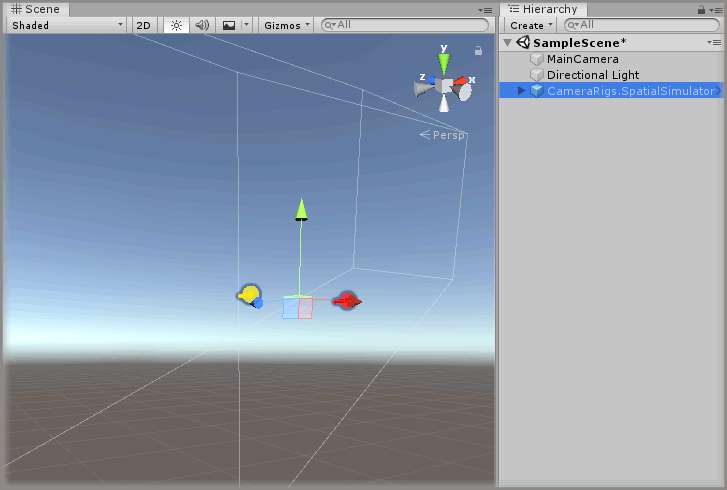 Scene
Shaded 2D Gizmos All
y
z x
Persp
Hierarchy
Create All
SampleScene*
MainCamera
Directional Light
CameraRigs.SpatialSimulator